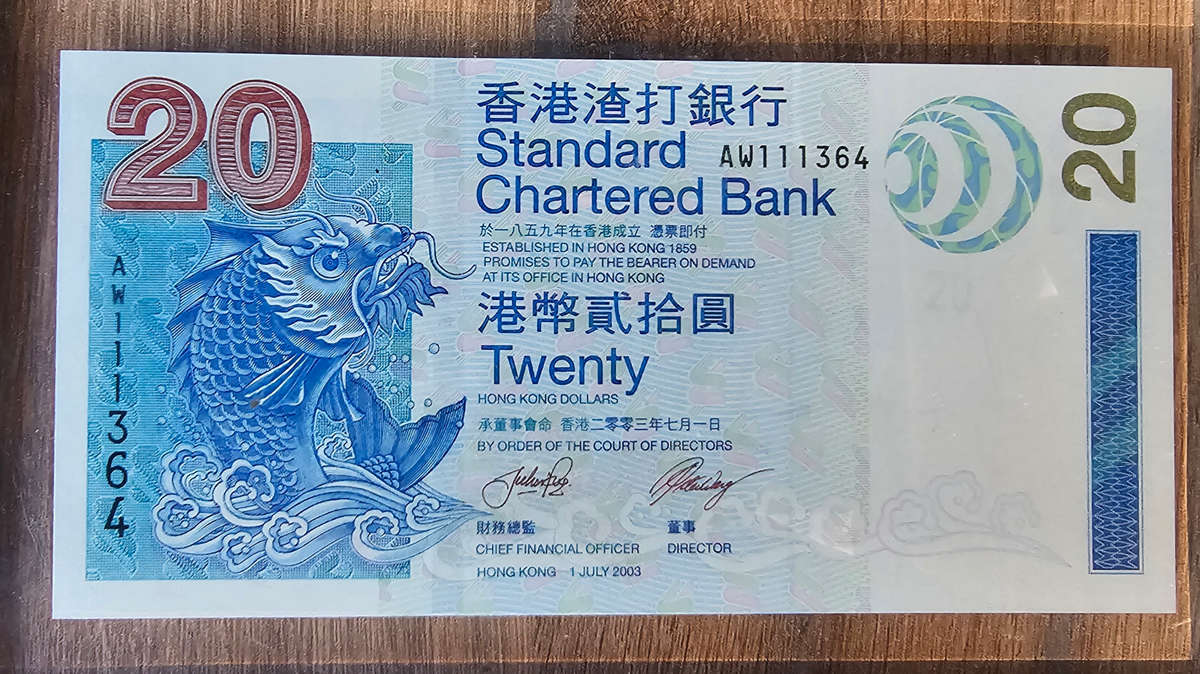 20
香港渣打銀行
Standard
Chartered Bank
AW111364
20
於一八五九年在香港成立 憑票即付
ESTABLISHED IN HONG KONG 1859
PROMISES TO PAY THE BEARER ON DEMAND
AT ITS OFFICE IN HONG KONG
港幣貳拾圓
Twenty
HONG KONG DOLLARS
AW111364
承董事會命 香港二零零三年七月一日
BY ORDER OF THE COURT OF DIRECTORS
財務總監 董事
CHIEF FINANCIAL OFFICER DIRECTOR
HONG KONG 1 JULY 2003